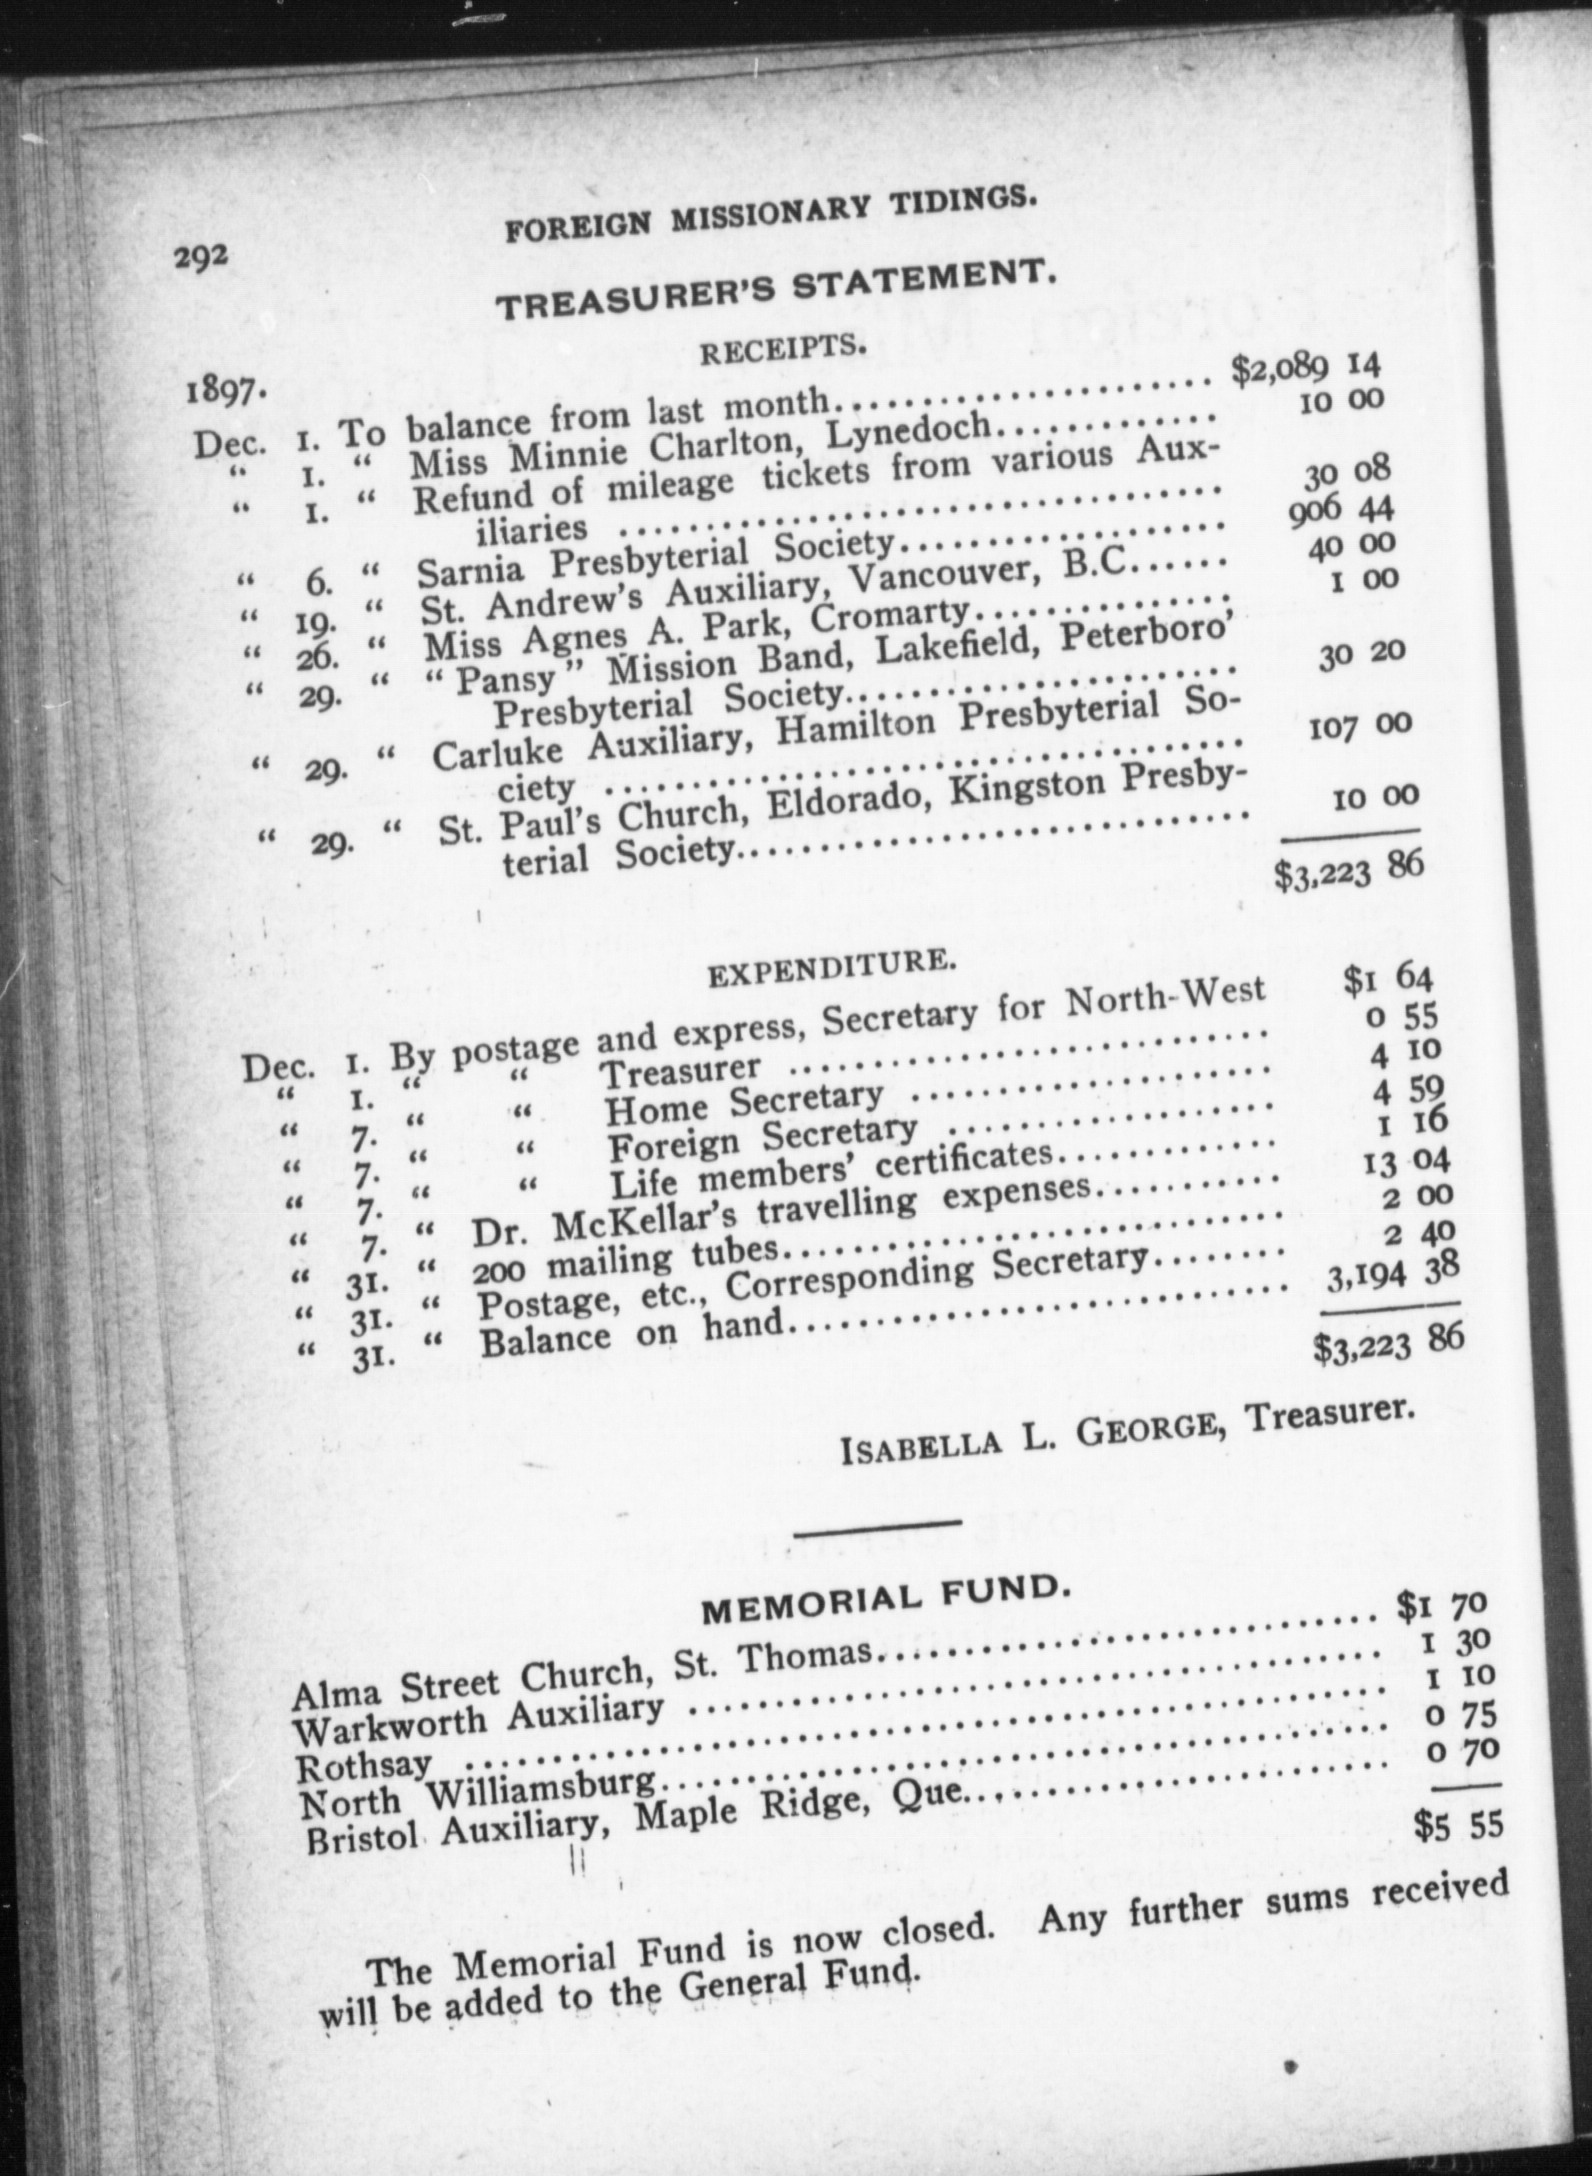 292
FOREIGN MISSIONARY TIDINGS.
TREASURER'S STATEMENT.
RECEIPTS.
1897.
Dec. 1. To balance from last month........................ $2,089 14
" 1. " Miss Minnie Charlton, Lynedoch............. 10 00
" 1. " Refund of mileage tickets from various Aux-
iliaries .................................... 30 08
" 6. " Sarnia Presbyterial Society.................... 906 44
" 19. " St. Andrew's Auxiliary, Vancouver, B.C...... 40 00
" 26. " Miss Agnes A. Park, Cromarty............... 1 00
" 29. " "Pansy" Mission Band, Lakefield, Peterboro'
Presbyterial Society........................ 30 20
" 29. " Carluke Auxiliary, Hamilton Presbyterial So-
ciety ...................................... 107 00
" 29. " St. Paul's Church, Eldorado, Kingston Presby-
terial Society.............................. 10 00
$3,223 86
EXPENDITURE.
Dec. 1. By postage and express, Secretary for North-West $1 64
" 1. " " Treasurer ............................ 0 55
" 7. " " Home Secretary ..................... 4 10
" 7. " " Foreign Secretary ................... 4 59
" 7. " " Life members' certificates............. 1 16
" 7. " Dr. McKellar's travelling expenses........... 13 04
" 31. " 200 mailing tubes............................. 2 00
" 31. " Postage, etc., Corresponding Secretary........ 2 40
" 31. " Balance on hand.............................. 3,194 38
$3,223 86
ISABELLA L. GEORGE, Treasurer.
MEMORIAL FUND.
Alma Street Church, St. Thomas.............................. $1 70
Warkworth Auxiliary ........................................ 1 30
Rothsay .................................................... 1 10
North Williamsburg.......................................... 0 75
Bristol Auxiliary, Maple Ridge, Que......................... 0 70
$5 55
The Memorial Fund is now closed. Any further sums received
will be added to the General Fund.